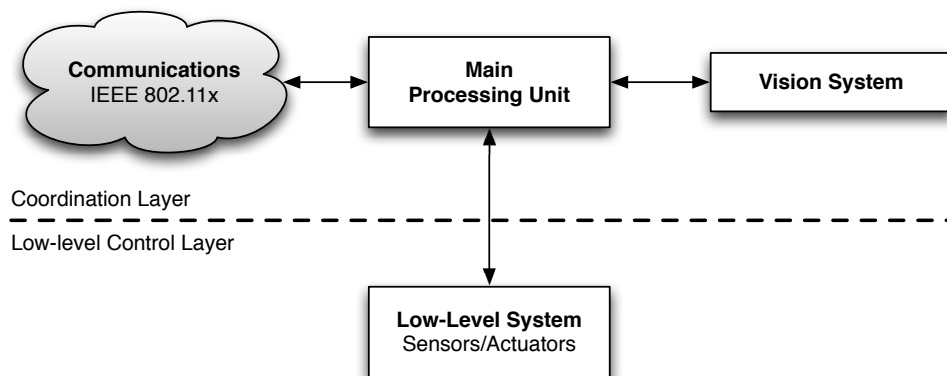 Communications
IEEE 802.11x
Main
Processing Unit
Vision System
Coordination Layer
Low-level Control Layer
Low-Level System
Sensors/Actuators